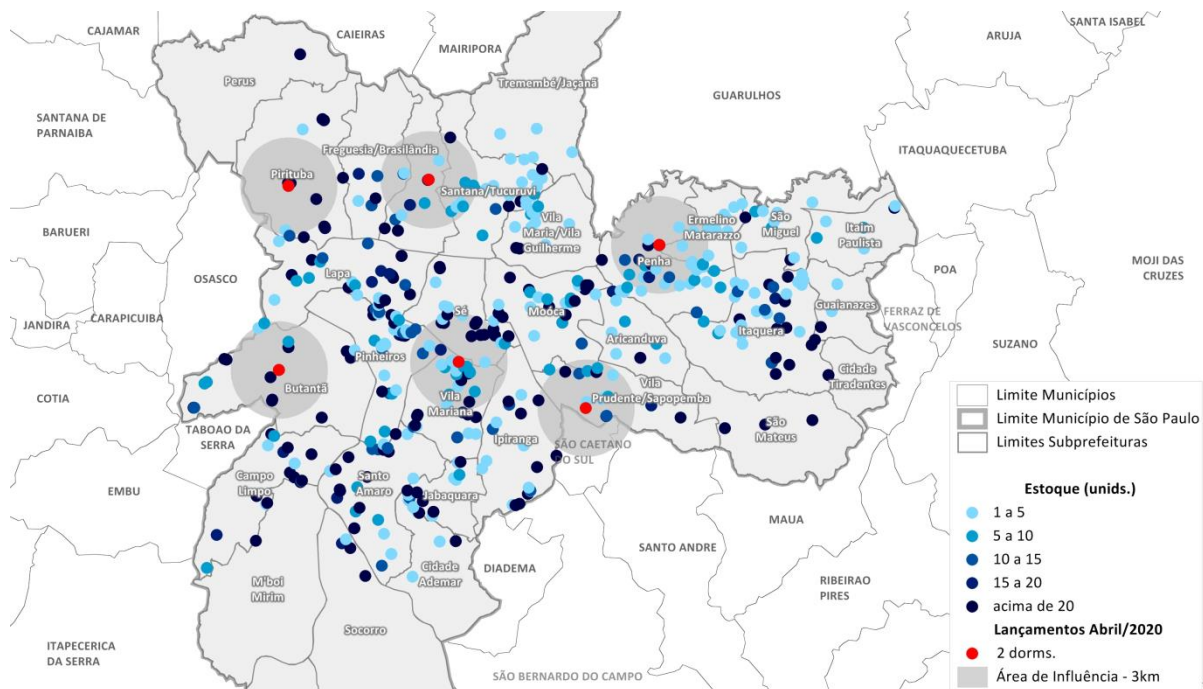 CAJAMAR
CAIEIRAS
MAIRIPORA
SANTA ISABEL
ARUJA
Perus
Tremembé/Jaçanã
GUARULHOS
SANTANA DE
PARNAIBA
Freguesia/Brasilândia
ITAQUAQUECETUBA
Pirituba
Santana/Tucuruvi
BARUERI
Vila
Maria/Vila
Guilherme
Ermelino
Matarazzo
São
Miguel
Itaim
Paulista
OSASCO
Lapa
Penha
POA
MOJI DAS
CRUZES
JANDIRA
CARAPICUIBA
Sé
Mooca
Guaianazes
FERRAZ DE
VASCONCELOS
Itaquera
Aricanduva
SUZANO
Pinheiros
Butantã
Cidade
Tiradentes
COTIA
Vila
Mariana
Vila
Prudente/Sapopemba
TABOAO DA
SERRA
Ipiranga
SÃO CAETANO
DO SUL
São
Mateus
EMBU
Campo
Limpo
Santo
Amaro
Jabaquara
MAUA
SANTO ANDRE
DIADEMA
Cidade
Ademar
M'boi
Mirim
RIBEIRAO
PIRES
Socorro
ITAPECERICA
DA SERRA
SÃO BERNARDO DO CAMPO
Limite Municípios
Limite Município de São Paulo
Limites Subprefeituras
Estoque (unids.)
1 a 5
5 a 10
10 a 15
15 a 20
acima de 20
Lançamentos Abril/2020
2 dorms.
Área de Influência - 3km